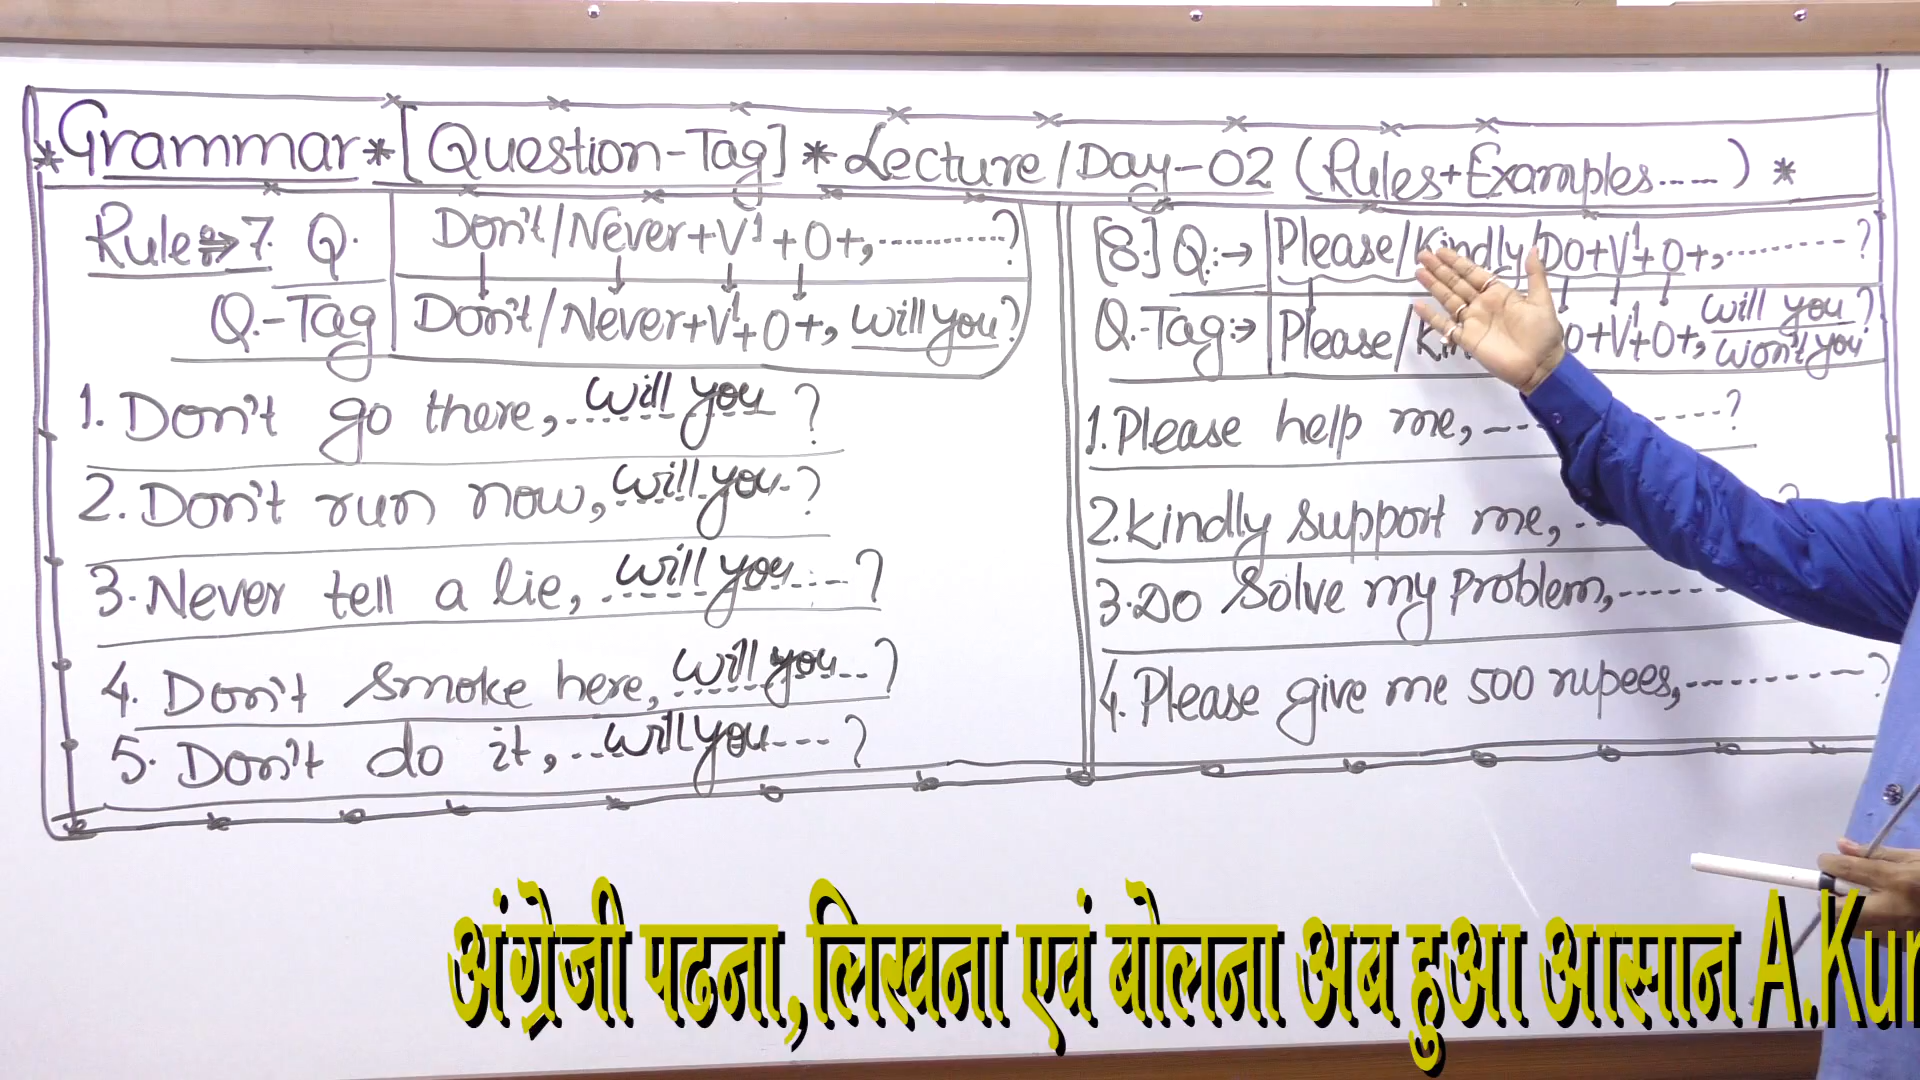 *Grammar*[Question-Tag]*Lecture/Day-02 (Rules+Examples.....)*
Rule⇒7. Q. Don't/Never+V¹+O+,...........?
Q.-Tag Don't/Never+V¹+O+, will you?
1. Don't go there, will you ?
2. Don't run now, will you ?
3. Never tell a lie, will you ?
4. Don't smoke here, will you ?
5. Don't do it, will you ?
[8.] Q.:→ Please/Kindly/Do+V¹+O+,..........?
Q.-Tag:→ Please/ +V¹+O+, will you? won't you
1. Please help me, ?
2. Kindly support me, ?
3. Do solve my problem,
4. Please give me 500 rupees, ?
अंग्रेजी पढना,लिखना एवं बोलना अब हुआ आसान A.Ku